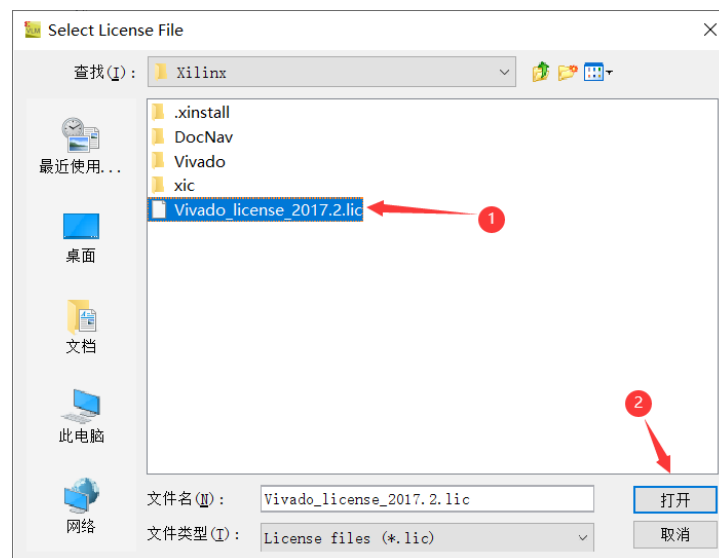 Select License File
查找(I): Xilinx
.xinstall
DocNav
Vivado
xic
Vivado_license_2017.2.lic
1
最近使用...
桌面
文档
此电脑
网络
2
文件名(N): Vivado_license_2017.2.lic
打开
文件类型(T): License files (*.lic)
取消